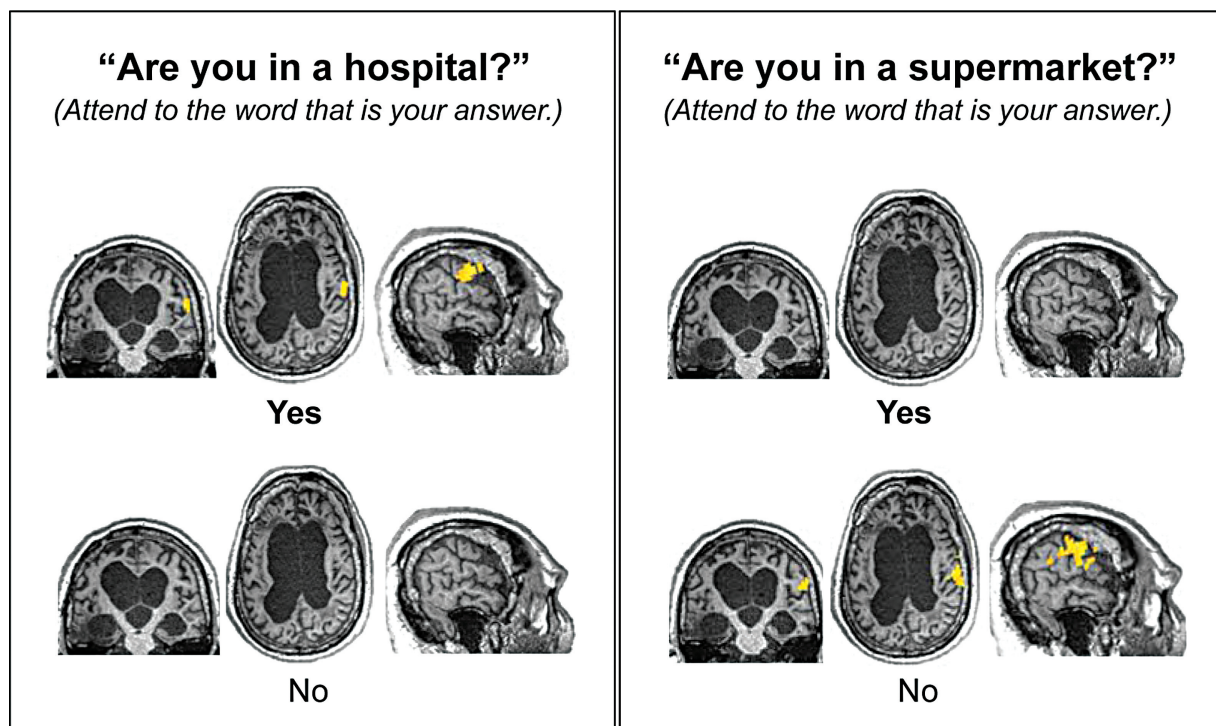 “Are you in a hospital?”
(Attend to the word that is your answer.)
Yes
No
“Are you in a supermarket?”
(Attend to the word that is your answer.)
Yes
No